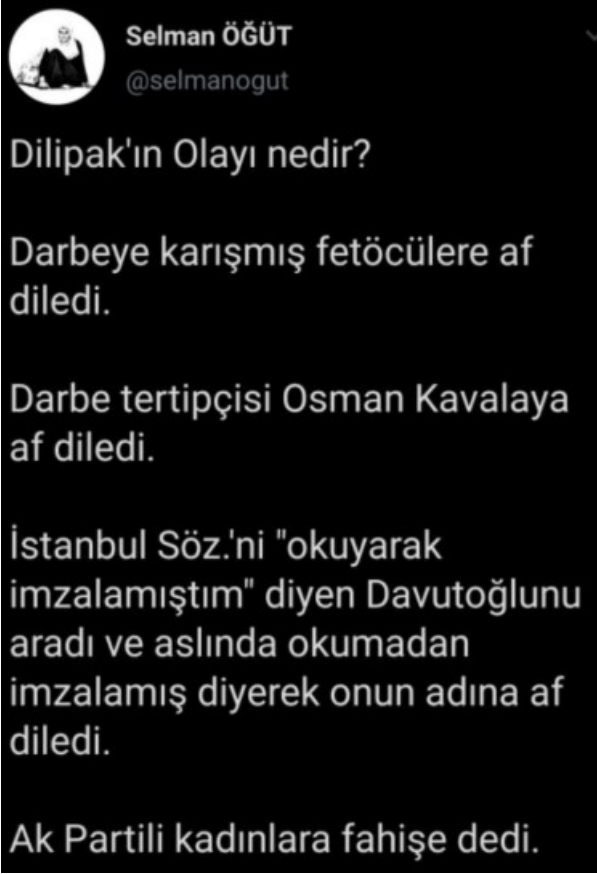 Selman ÖĞÜT
@selmanogut
Dilipak'ın Olayı nedir?
Darbeye karışmış fetöcülere af
diledi.
Darbe tertipçisi Osman Kavalaya
af diledi.
İstanbul Söz.'ni "okuyarak
imzalamıştım" diyen Davutoğlunu
aradı ve aslında okumadan
imzalamış diyerek onun adına af
diledi.
Ak Partili kadınlara fahişe dedi.